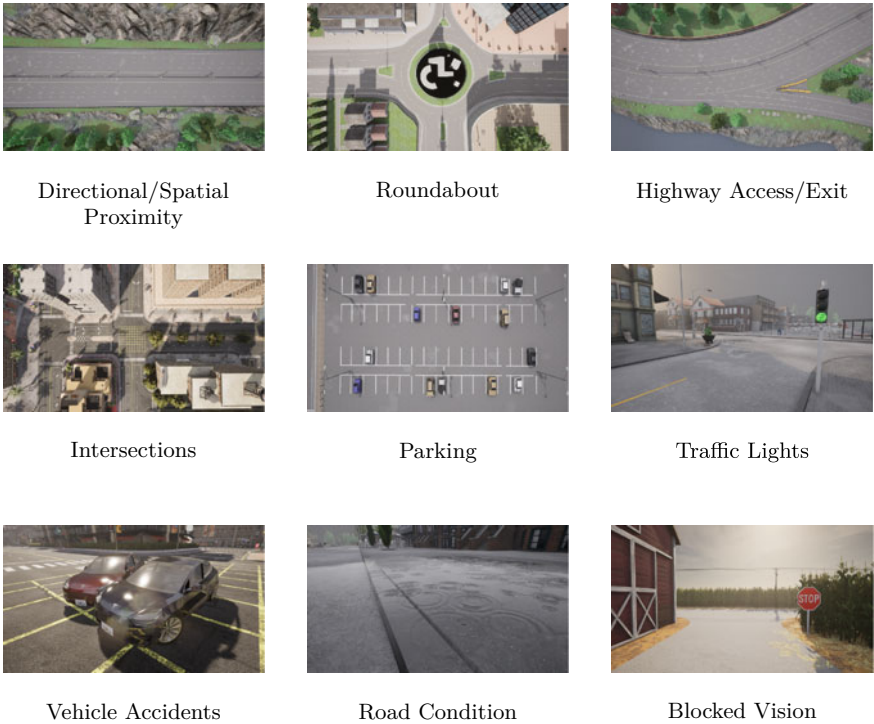 Directional/Spatial
Proximity
Roundabout
Highway Access/Exit
Intersections
Parking
Traffic Lights
STOP
Vehicle Accidents
Road Condition
Blocked Vision